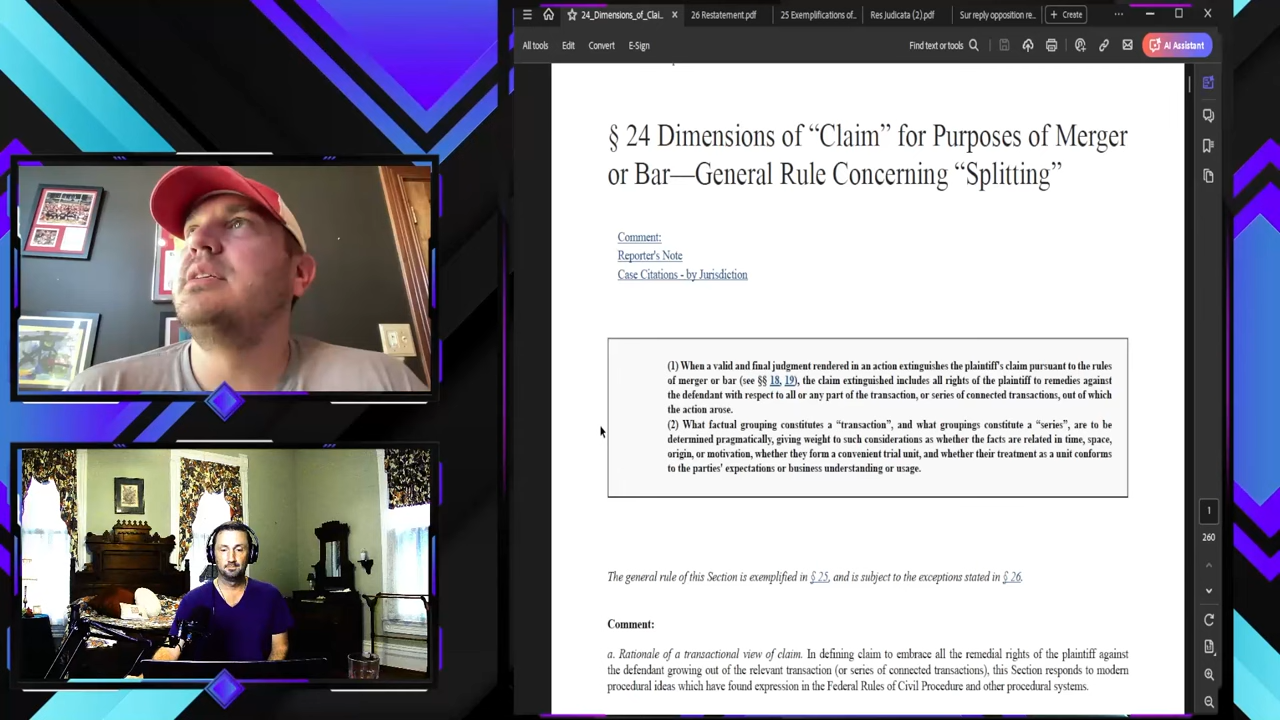 24_Dimensions_of_Clai...
26 Restatement.pdf
25 Exemplifications of...
Res Judicata (2).pdf
Sur reply opposition re...
+ Create
All tools
Edit
Convert
E-Sign
Find text or tools
AI Assistant
§ 24 Dimensions of “Claim” for Purposes of Merger
or Bar—General Rule Concerning “Splitting”
Comment:
Reporter's Note
Case Citations - by Jurisdiction
(1) When a valid and final judgment rendered in an action extinguishes the plaintiff's claim pursuant to the rules
of merger or bar (see §§ 18, 19), the claim extinguished includes all rights of the plaintiff to remedies against
the defendant with respect to all or any part of the transaction, or series of connected transactions, out of which
the action arose.
(2) What factual grouping constitutes a “transaction”, and what groupings constitute a “series”, are to be
determined pragmatically, giving weight to such considerations as whether the facts are related in time, space,
origin, or motivation, whether they form a convenient trial unit, and whether their treatment as a unit conforms
to the parties' expectations or business understanding or usage.
1
260
The general rule of this Section is exemplified in § 25, and is subject to the exceptions stated in § 26.
Comment:
a. Rationale of a transactional view of claim. In defining claim to embrace all the remedial rights of the plaintiff against
the defendant growing out of the relevant transaction (or series of connected transactions), this Section responds to modern
procedural ideas which have found expression in the Federal Rules of Civil Procedure and other procedural systems.